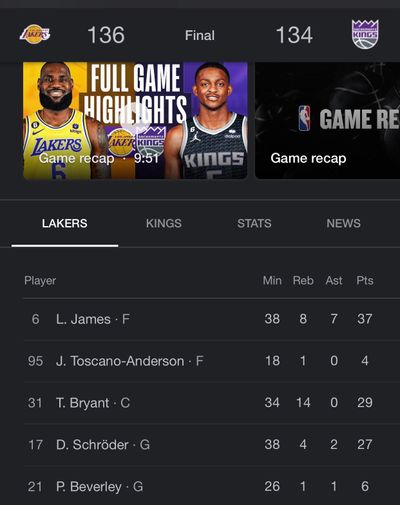 LAKERS
136
Final
134
KINGS
FULL GAME
HIGHLIGHTS
LAKERS
6
LAKERS
KINGS
KINGS
Game recap · 9:51
NBA
GAME RE
Game recap
LAKERS KINGS STATS NEWS
Player Min Reb Ast Pts
6 L. James · F 38 8 7 37
95 J. Toscano-Anderson · F 18 1 0 4
31 T. Bryant · C 34 14 0 29
17 D. Schröder · G 38 4 2 27
21 P. Beverley · G 26 1 1 6